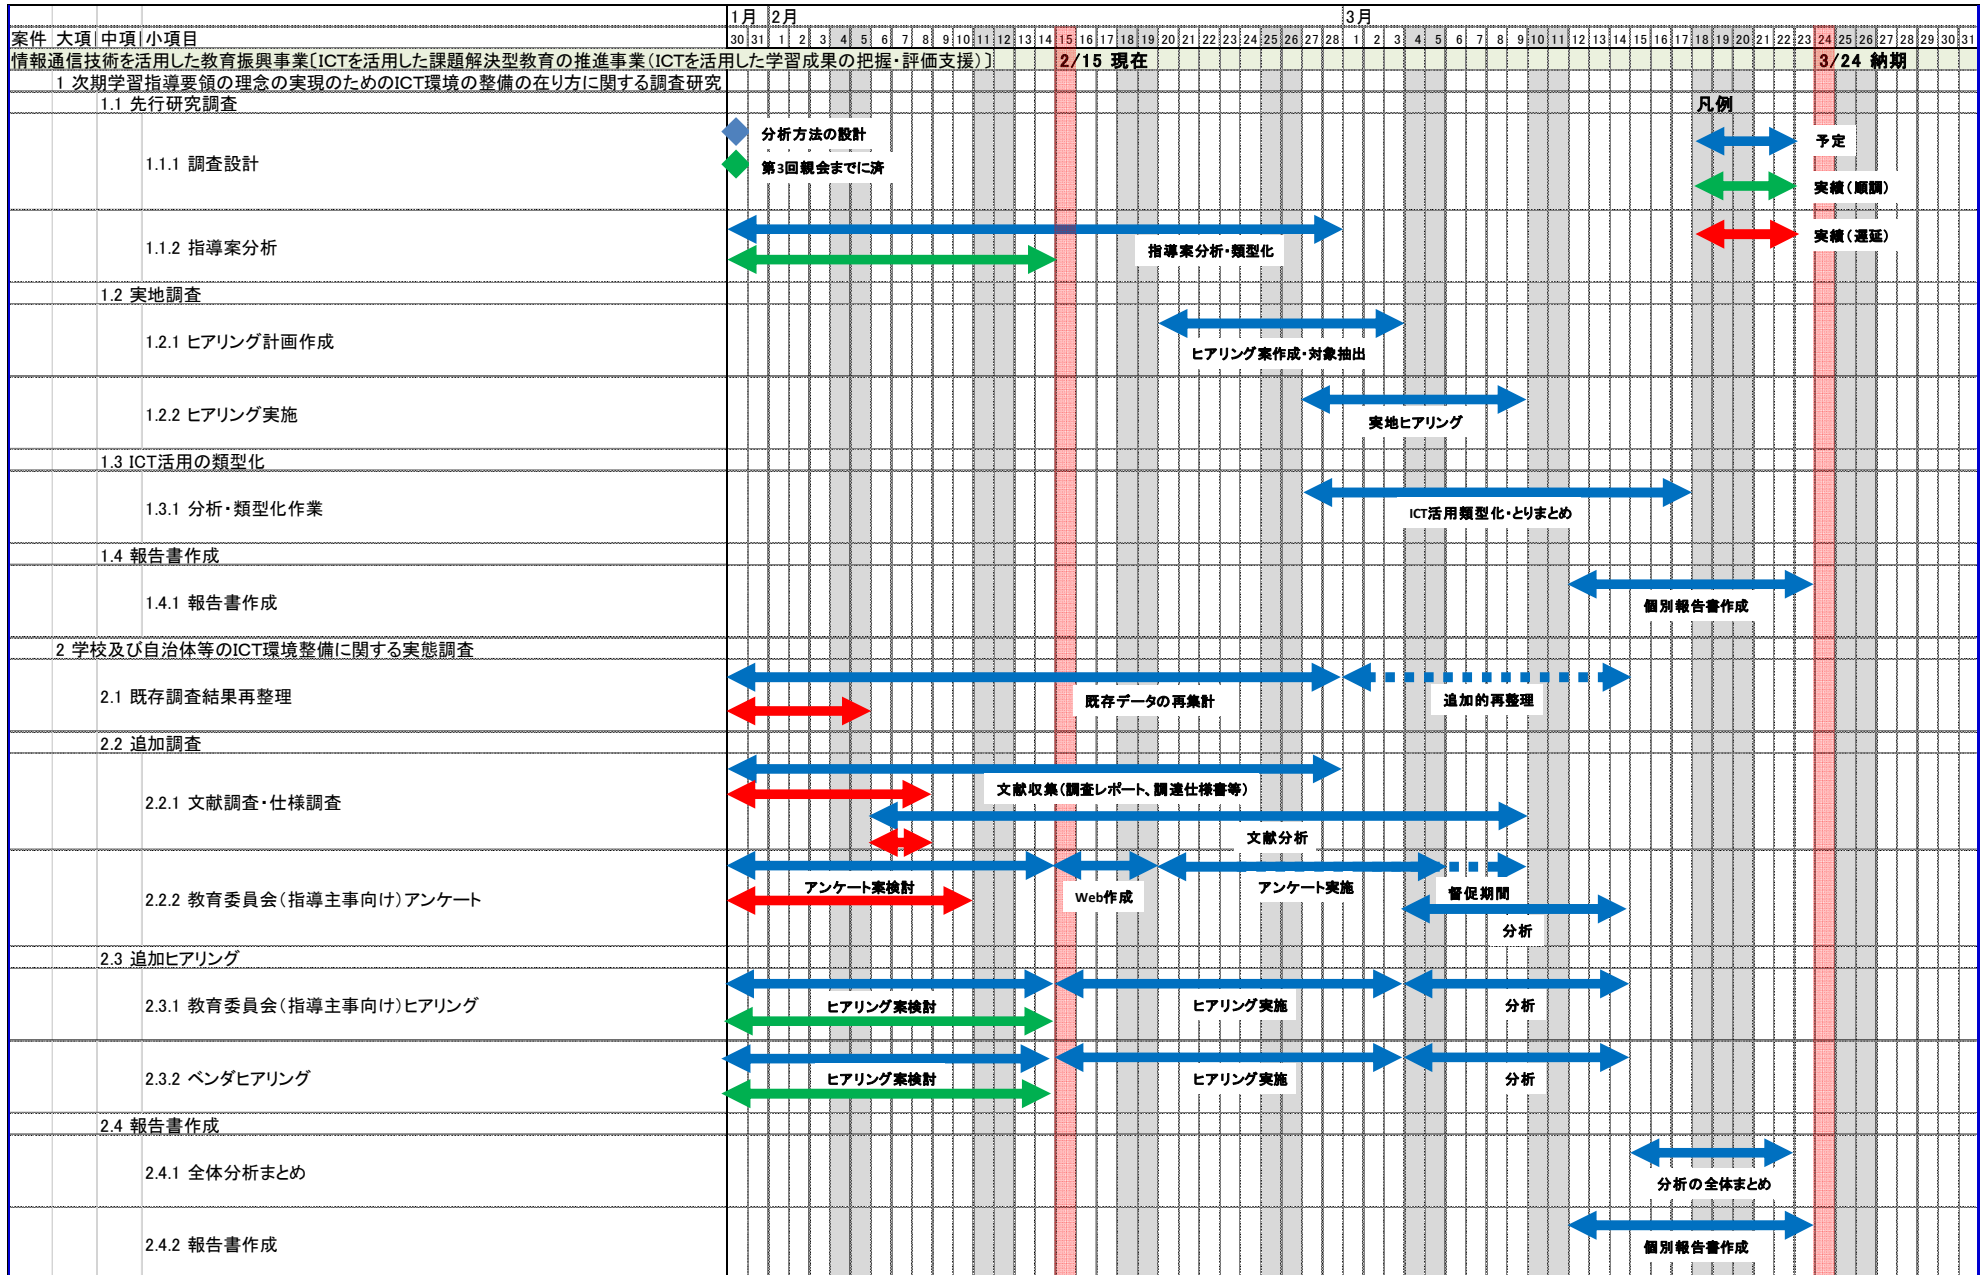 1月 2月 3月
案件 大項 中項 小項目 30 31 1 2 3 4 5 6 7 8 9 10 11 12 13 14 15 16 17 18 19 20 21 22 23 24 25 26 27 28 1 2 3 4 5 6 7 8 9 10 11 12 13 14 15 16 17 18 19 20 21 22 23 24 25 26 27 28 29 30 31
情報通信技術を活用した教育振興事業〔ICTを活用した課題解決型教育の推進事業（ICTを活用した学習成果の把握・評価支援）〕 2/15 現在 3/24 納期
1 次期学習指導要領の理念の実現のためのICT環境の整備の在り方に関する調査研究
1.1 先行研究調査 凡例
分析方法の設計 予定
1.1.1 調査設計
第3回親会までに済
実績（順調）
実績（遅延）
1.1.2 指導案分析 指導案分析・類型化
1.2 実地調査
1.2.1 ヒアリング計画作成 ヒアリング案作成・対象抽出
1.2.2 ヒアリング実施 実地ヒアリング
1.3 ICT活用の類型化
1.3.1 分析・類型化作業 ICT活用類型化・とりまとめ
1.4 報告書作成
1.4.1 報告書作成 個別報告書作成
2 学校及び自治体等のICT環境整備に関する実態調査
2.1 既存調査結果再整理 既存データの再集計 追加的再整理
2.2 追加調査
2.2.1 文献調査・仕様調査 文献収集（調査レポート、調達仕様書等）
文献分析
アンケート案検討 アンケート実施
2.2.2 教育委員会（指導主事向け）アンケート Web作成 督促期間
分析
2.3 追加ヒアリング
2.3.1 教育委員会（指導主事向け）ヒアリング ヒアリング案検討 ヒアリング実施 分析
2.3.2 ベンダヒアリング ヒアリング案検討 ヒアリング実施 分析
2.4 報告書作成
2.4.1 全体分析まとめ 分析の全体まとめ
2.4.2 報告書作成 個別報告書作成